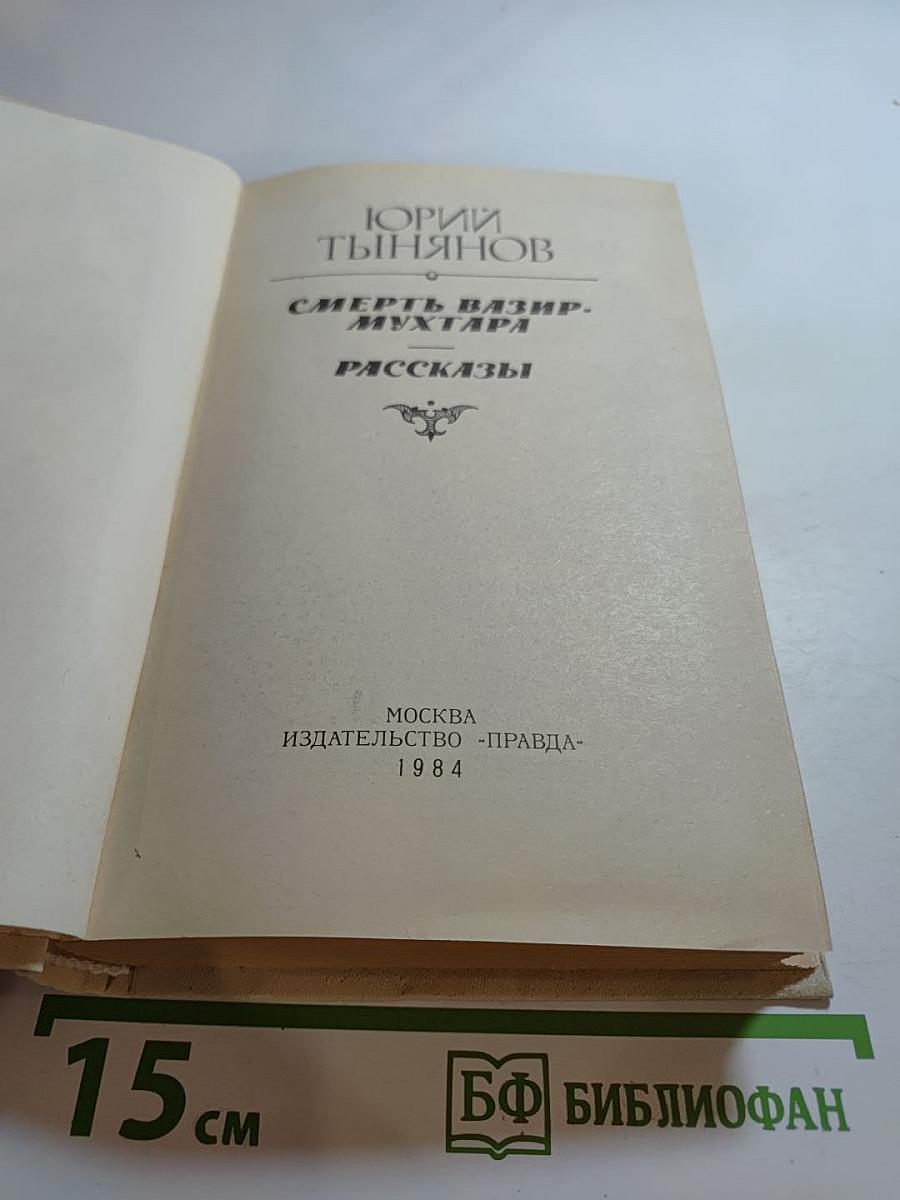 ЮРИЙ
ТЫНЯНОВ
СМЕРТЬ ВАЗИР-
МУХТАРА
РАССКАЗЫ
МОСКВА
ИЗДАТЕЛЬСТВО «ПРАВДА»
1984
15 см
БФ БИБЛИОФАН